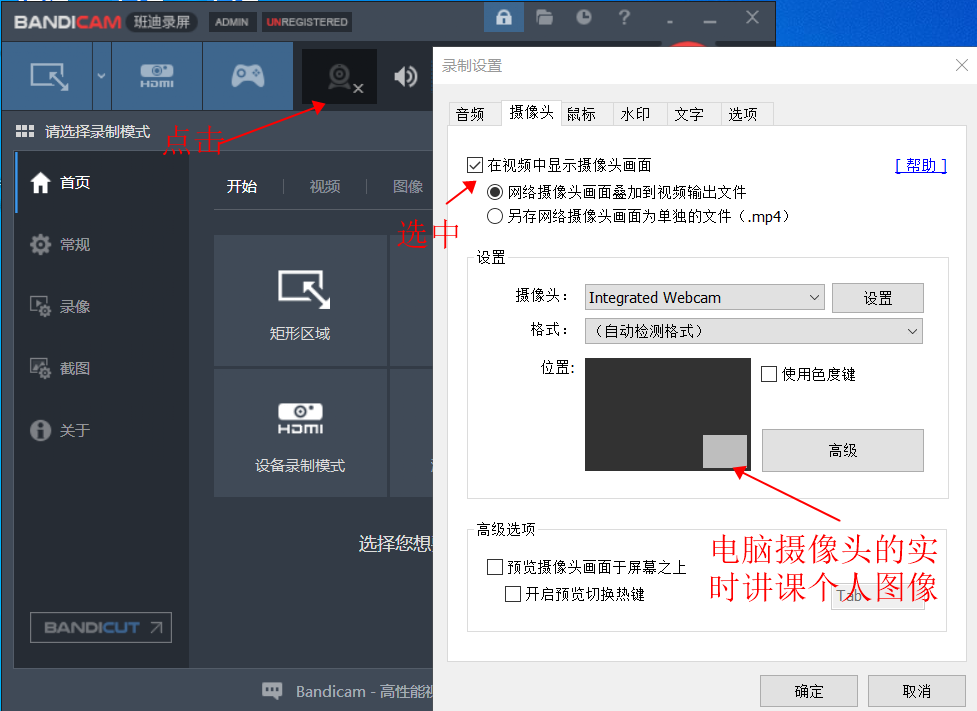 BANDICAM 班迪录屏 ADMIN UNREGISTERED
HDMI
请选择录制模式
点击
首页
常规
录像
截图
关于
BANDICUT
开始 视频 图像
矩形区域
HDMI
设备录制模式
选择您想
Bandicam - 高性能视
录制设置
音频 摄像头 鼠标 水印 文字 选项
在视频中显示摄像头画面 [ 帮助 ]
网络摄像头画面叠加到视频输出文件
另存网络摄像头画面为单独的文件（.mp4）
选中
设置
摄像头： Integrated Webcam 设置
格式： （自动检测格式）
位置: 使用色度键
高级
高级选项
预览摄像头画面于屏幕之上
开启预览切换热键 Tab
电脑摄像头的实
时讲课个人图像
确定 取消